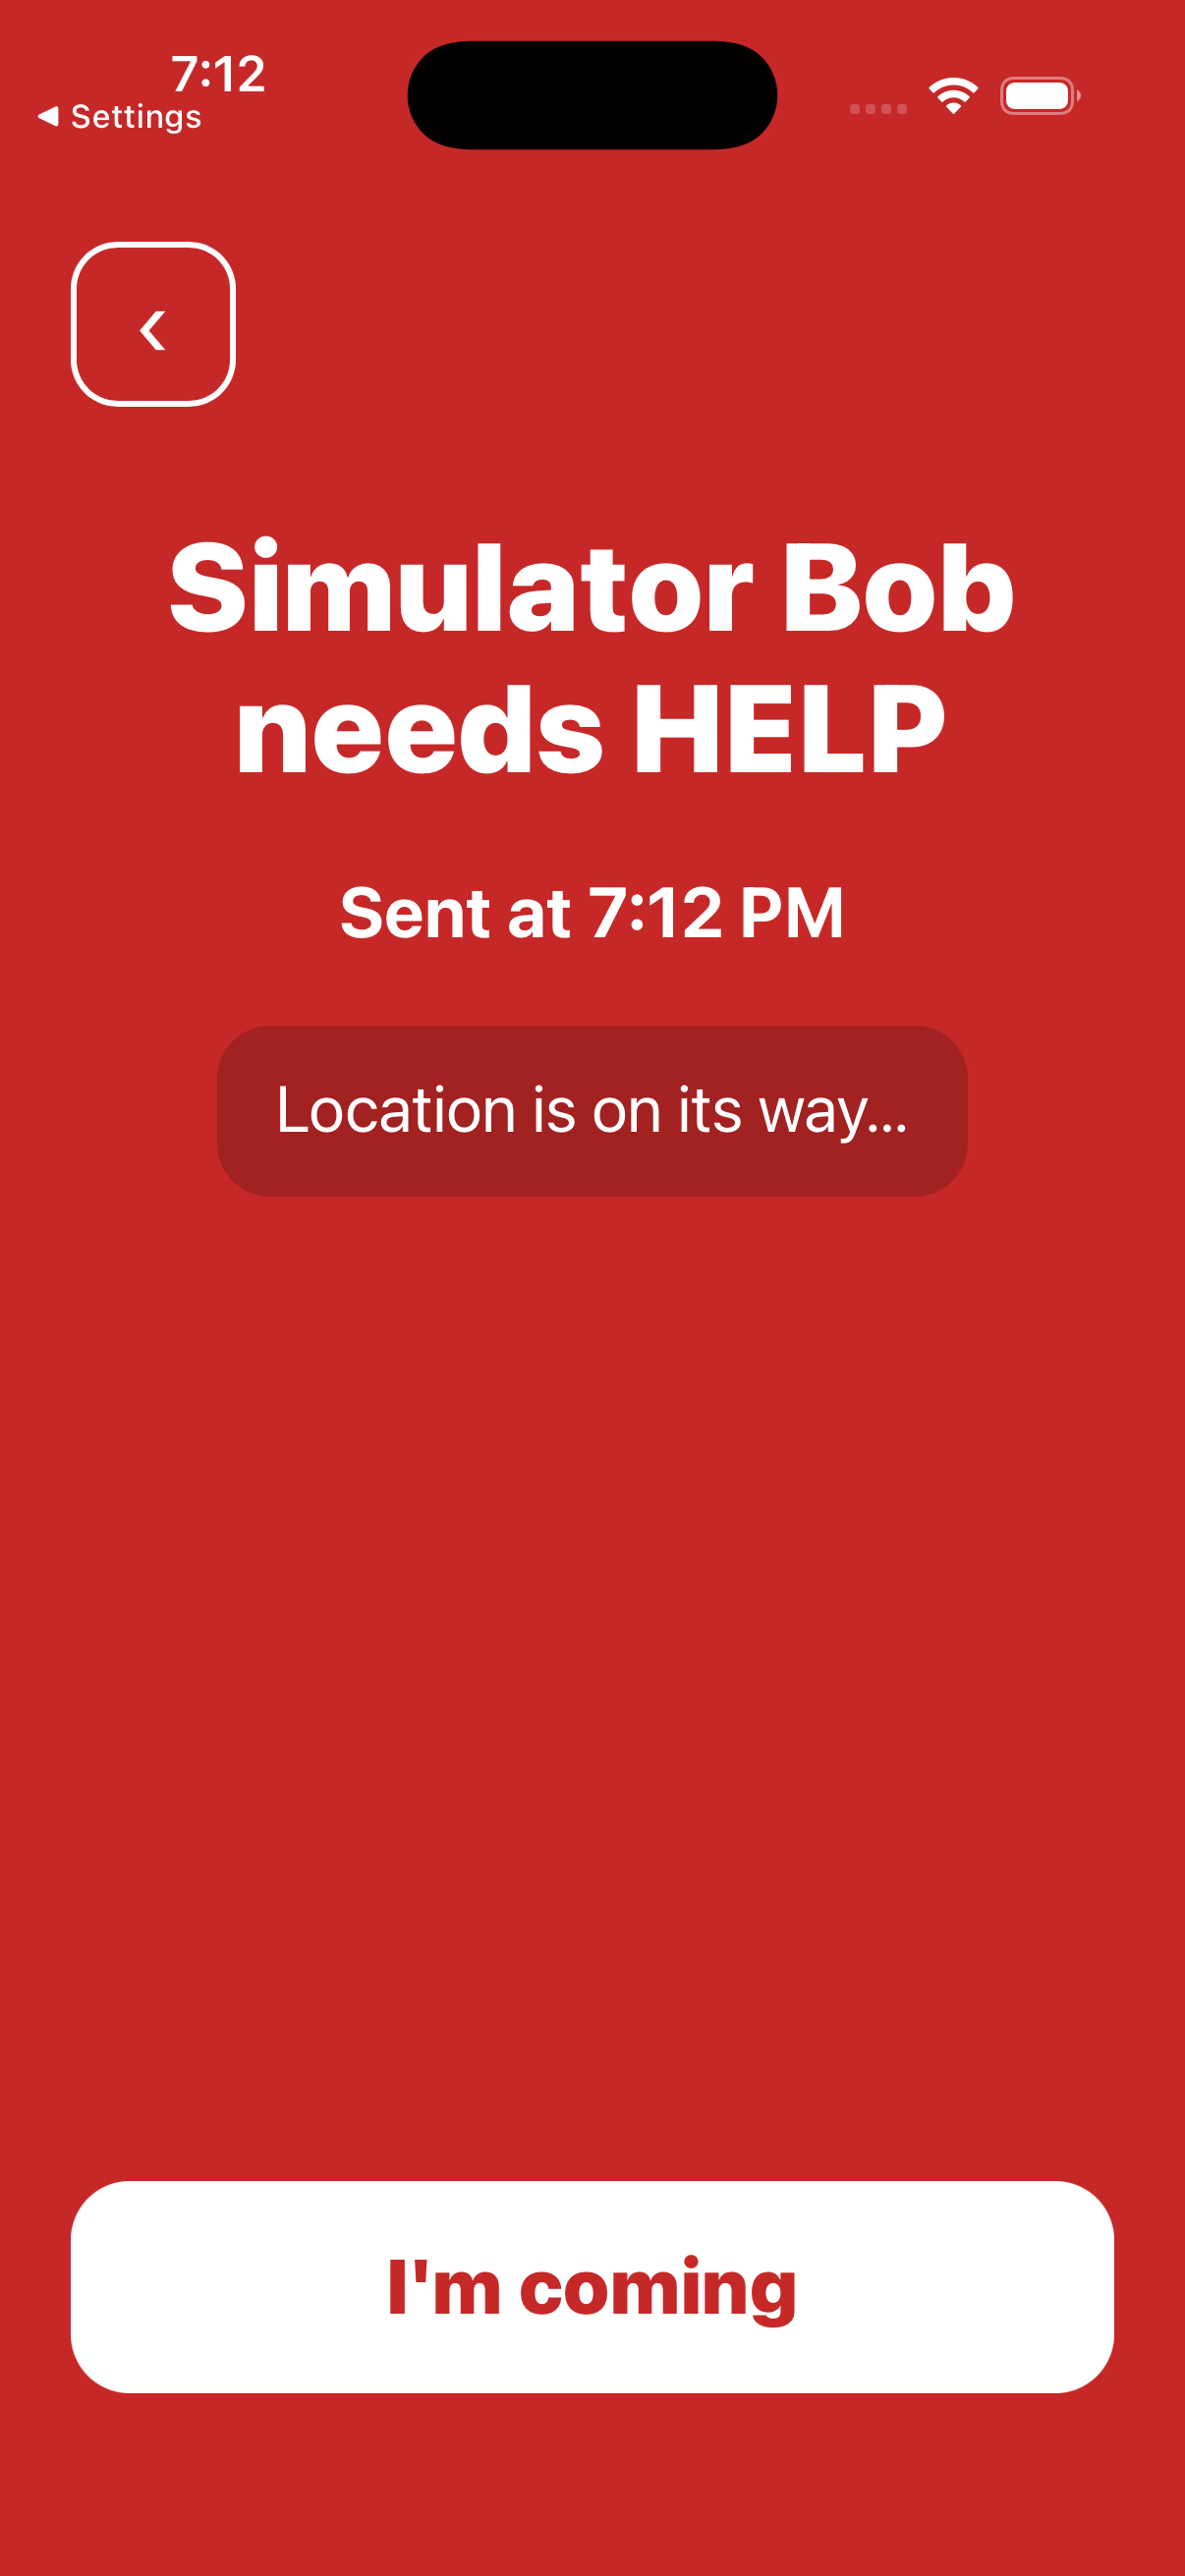 7:12
◀ Settings
‹
Simulator Bob
needs HELP
Sent at 7:12 PM
Location is on its way...
I'm coming